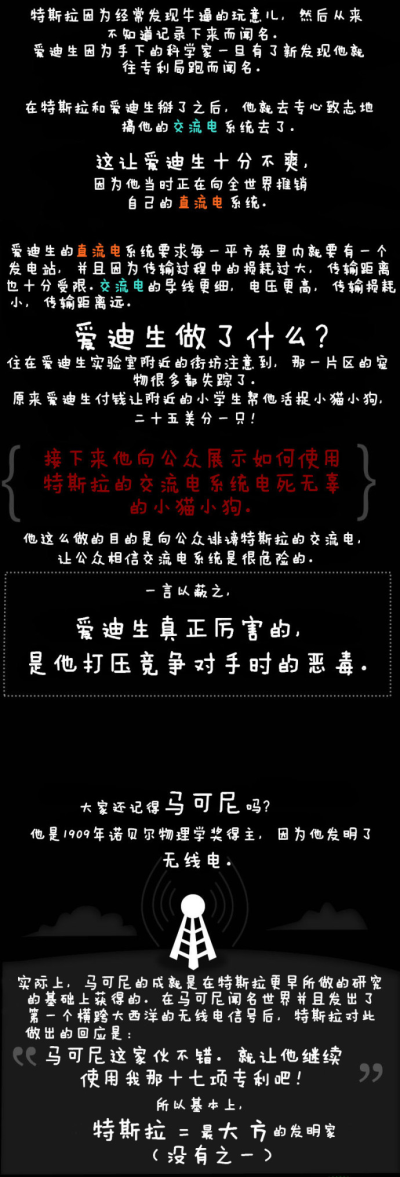 特斯拉因为经常发现牛逼的玩意儿，然后从来
不知道记录下来而闻名。
爱迪生因为手下的科学家一旦有了新发现他就
往专利局跑而闻名。
在特斯拉和爱迪生掰了之后，他就去专心致志地
搞他的交流电系统去了。
这让爱迪生十分不爽，
因为他当时正在向全世界推销
自己的直流电系统。
爱迪生的直流电系统要求每一平方英里内就要有一个
发电站，并且因为传输过程中的损耗过大，传输距离
也十分受限。交流电的导线更细，电压更高，传输损耗
小，传输距离远。
爱迪生做了什么？
住在爱迪生实验室附近的街坊注意到，那一片区的宠
物很多都失踪了。
原来爱迪生付钱让附近的小学生帮他活捉小猫小狗，
二十五美分一只！
接下来他向公众展示如何使用
特斯拉的交流电系统电死无辜
的小猫小狗。
他这么做的目的是向公众诽谤特斯拉的交流电，
让公众相信交流电系统是很危险的。
一言以蔽之，
爱迪生真正厉害的，
是他打压竞争对手时的恶毒。
大家还记得马可尼吗？
他是1909年诺贝尔物理学奖得主，因为他发明了
无线电。
实际上，马可尼的成就是在特斯拉更早所做的研究
的基础上获得的。在马可尼闻名世界并且发出了
第一个横跨大西洋的无线电信号后，特斯拉对此
做出的回应是：
“马可尼这家伙不错。就让他继续
使用我那十七项专利吧！”
所以基本上，
特斯拉 = 最大方的发明家
（没有之一）